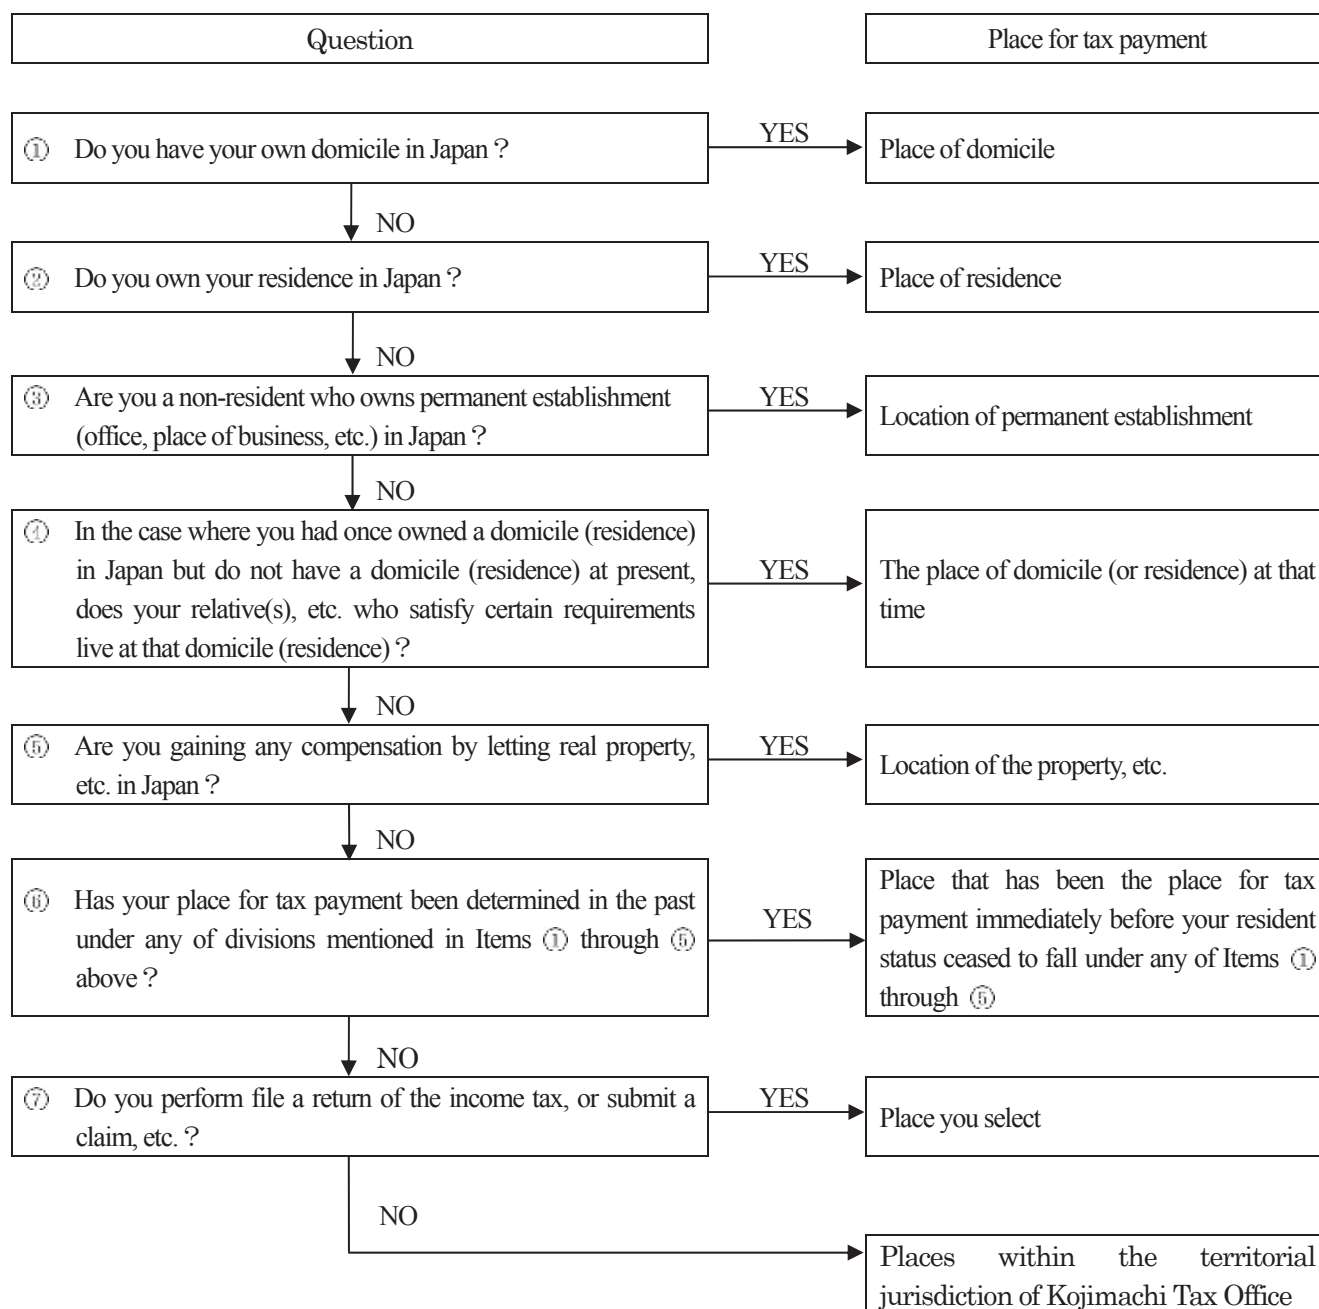 Question
Place for tax payment
① Do you have your own domicile in Japan？
YES
Place of domicile
NO
② Do you own your residence in Japan？
YES
Place of residence
NO
③ Are you a non-resident who owns permanent establishment
(office, place of business, etc.) in Japan？
YES
Location of permanent establishment
NO
④ In the case where you had once owned a domicile (residence)
in Japan but do not have a domicile (residence) at present,
does your relative(s), etc. who satisfy certain requirements
live at that domicile (residence)？
YES
The place of domicile (or residence) at that
time
NO
⑤ Are you gaining any compensation by letting real property,
etc. in Japan？
YES
Location of the property, etc.
NO
⑥ Has your place for tax payment been determined in the past
under any of divisions mentioned in Items ① through ⑤
above？
YES
Place that has been the place for tax
payment immediately before your resident
status ceased to fall under any of Items ①
through ⑤
NO
⑦ Do you perform file a return of the income tax, or submit a
claim, etc.？
YES
Place you select
NO
Places within the territorial
jurisdiction of Kojimachi Tax Office